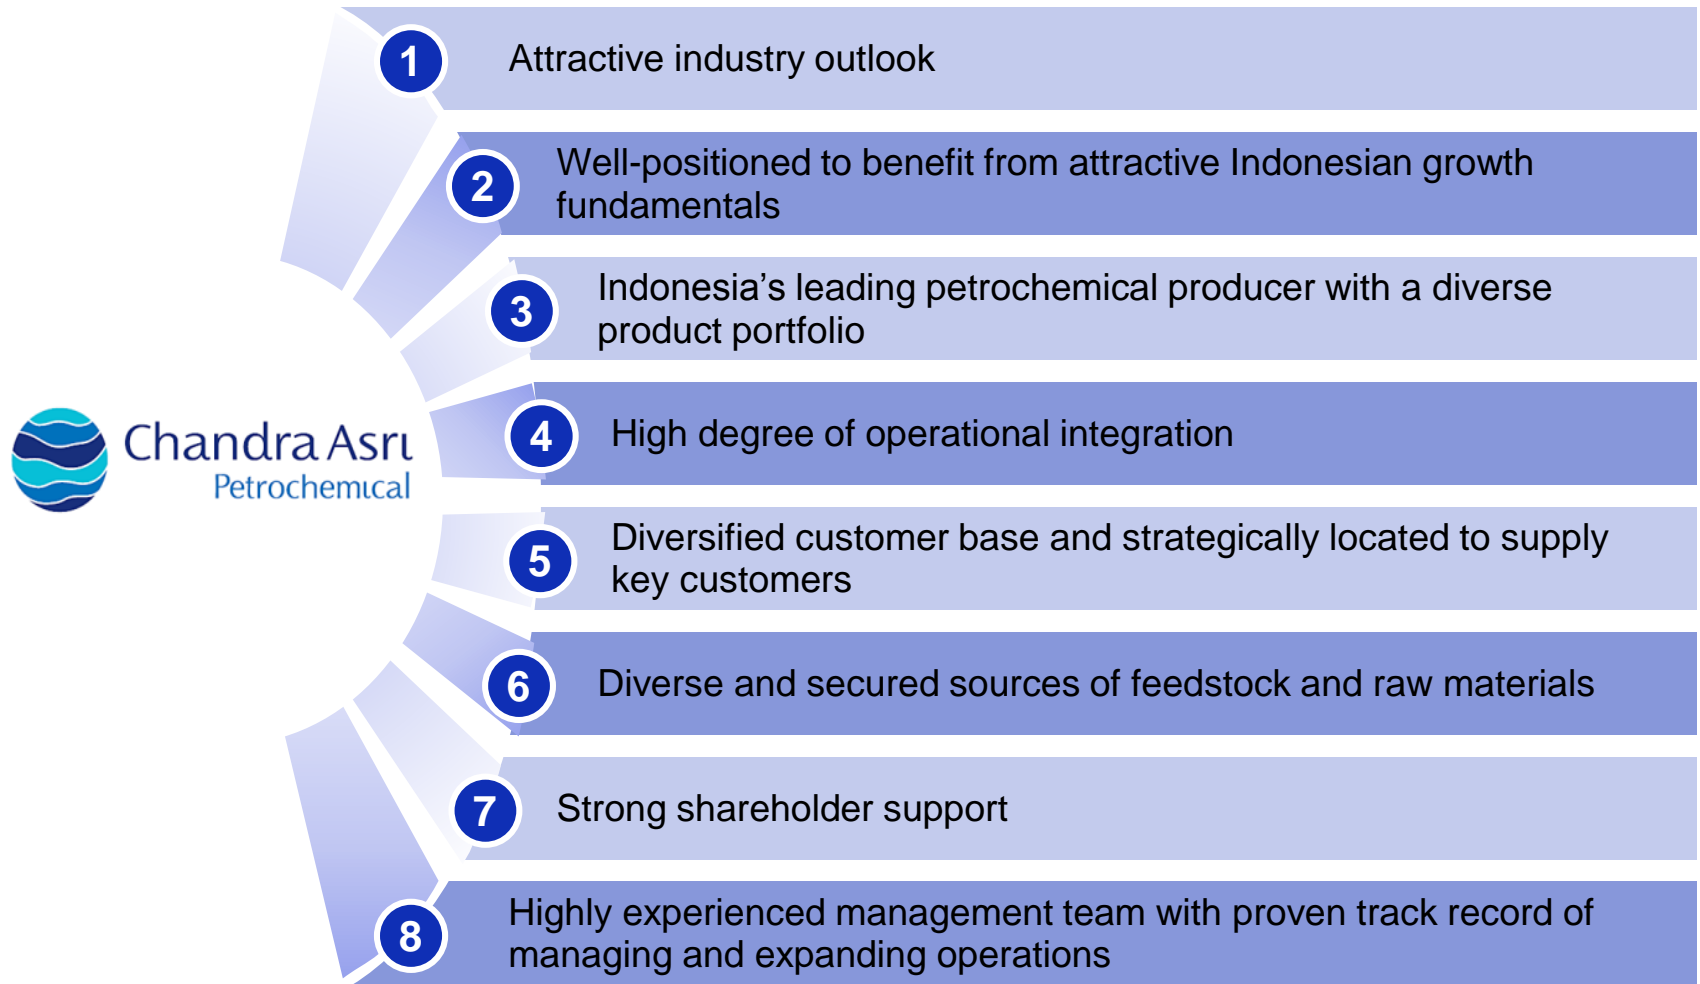 1
Attractive industry outlook
2
Well-positioned to benefit from attractive Indonesian growth
fundamentals
3
Indonesia’s leading petrochemical producer with a diverse
product portfolio
Chandra Asri
Petrochemical
4
High degree of operational integration
5
Diversified customer base and strategically located to supply
key customers
6
Diverse and secured sources of feedstock and raw materials
7
Strong shareholder support
8
Highly experienced management team with proven track record of
managing and expanding operations